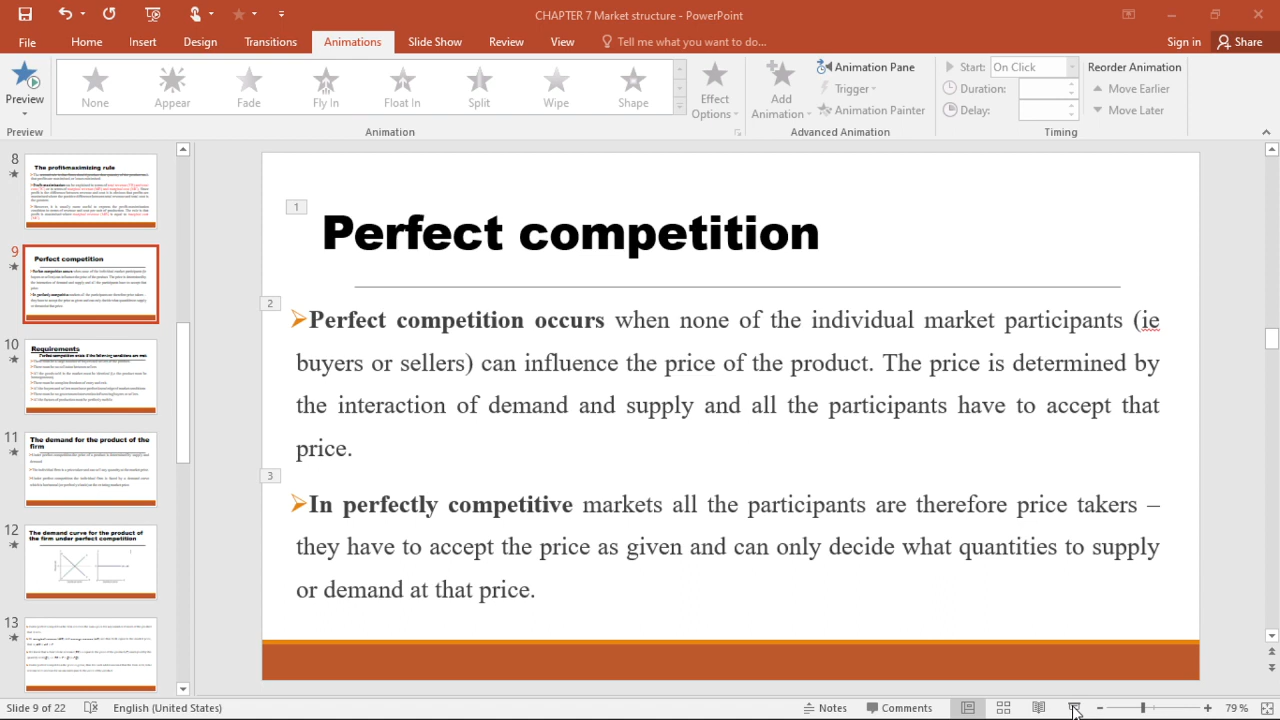 CHAPTER 7 Market structure - PowerPoint
File Home Insert Design Transitions Animations Slide Show Review View Tell me what you want to do... Sign in Share
Preview
Preview
None Appear Fade Fly In Float In Split Wipe Shape
Animation
Effect Options
Add Animation
Animation Pane
Trigger
Animation Painter
Advanced Animation
Start: On Click
Duration:
Delay:
Reorder Animation
Move Earlier
Move Later
Timing
8
The profit-maximizing rule
9
Perfect competition
10
Requirements
11
The demand for the product of the
firm
12
The demand curve for the product of
the firm under perfect competition
13
1
Perfect competition
2
Perfect competition occurs when none of the individual market participants (ie
buyers or sellers) can influence the price of the product. The price is determined by
the interaction of demand and supply and all the participants have to accept that
price.
3
In perfectly competitive markets all the participants are therefore price takers –
they have to accept the price as given and can only decide what quantities to supply
or demand at that price.
Slide 9 of 22 English (United States) Notes Comments 79 %